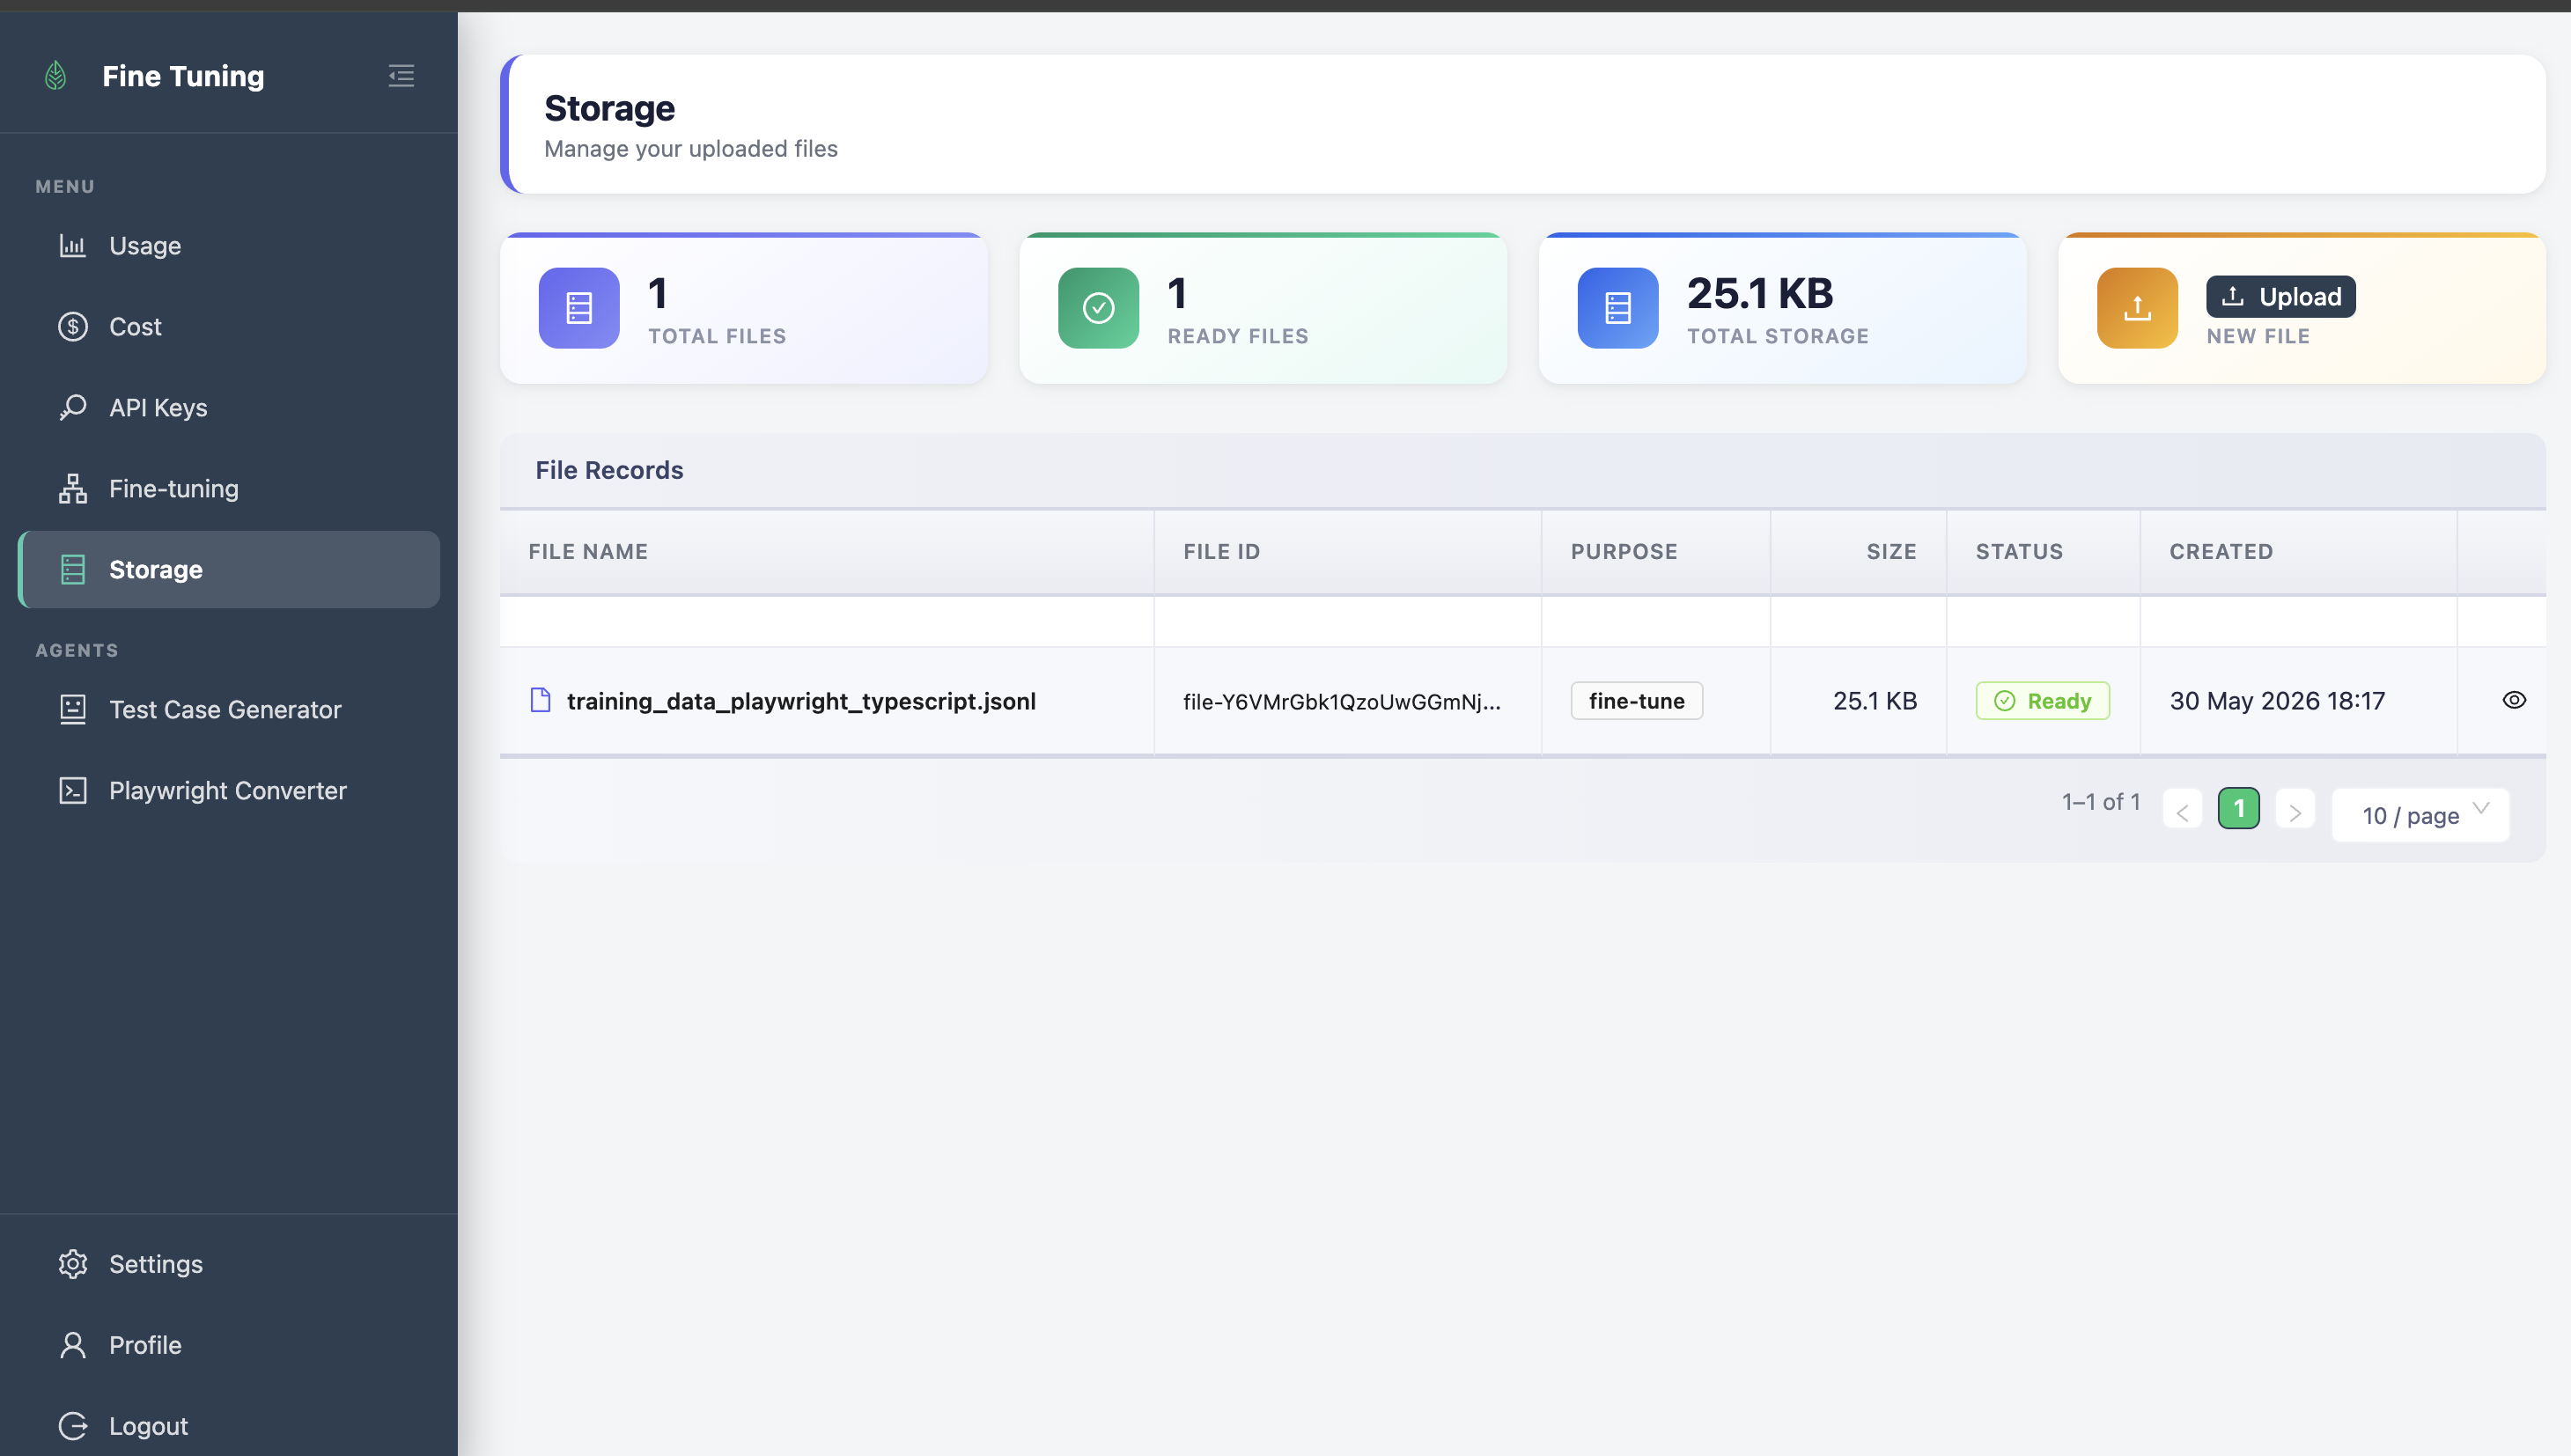 Fine Tuning
MENU
Usage
Cost
API Keys
Fine-tuning
Storage
AGENTS
Test Case Generator
Playwright Converter
Settings
Profile
Logout
Storage
Manage your uploaded files
1
TOTAL FILES
1
READY FILES
25.1 KB
TOTAL STORAGE
Upload
NEW FILE
File Records
FILE NAME FILE ID PURPOSE SIZE STATUS CREATED
training_data_playwright_typescript.jsonl file-Y6VMrGbk1QzoUwGGmNj... fine-tune 25.1 KB Ready 30 May 2026 18:17
1–1 of 1 < 1 > 10 / page